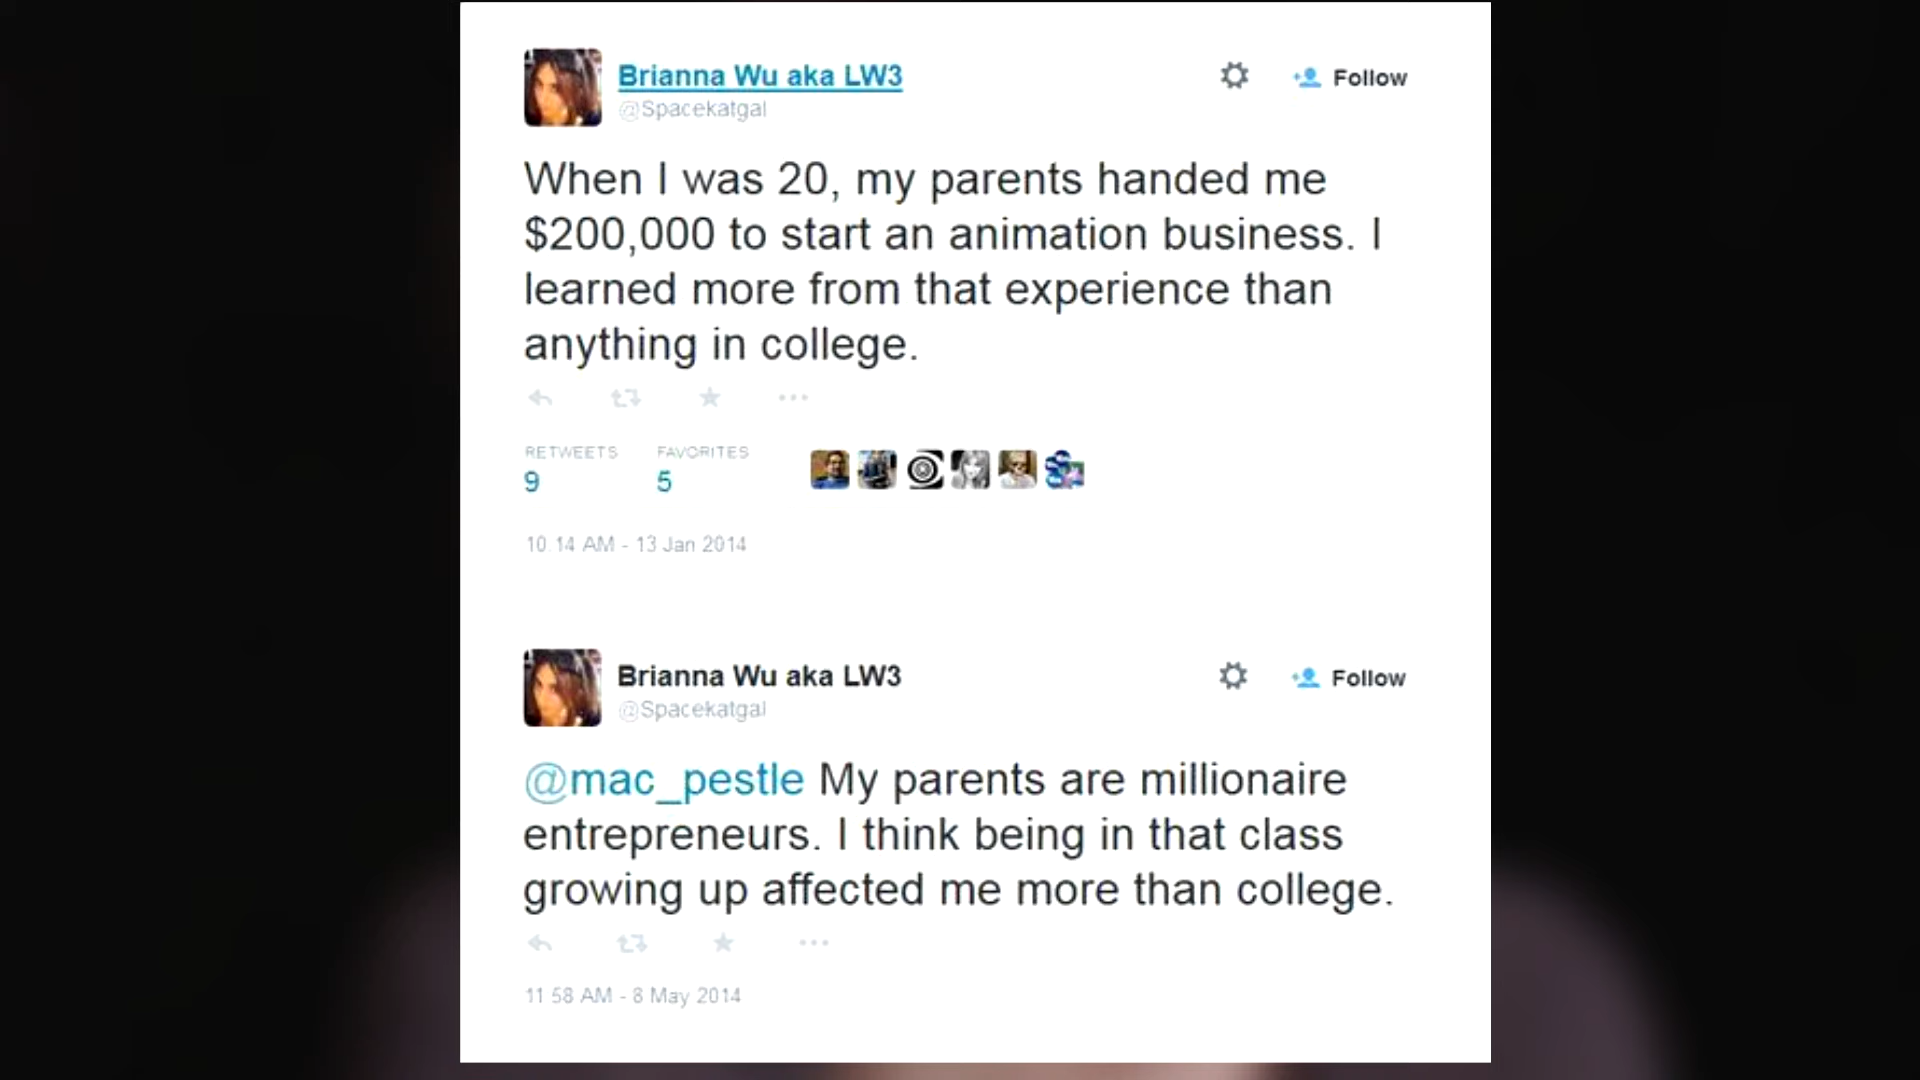 Brianna Wu aka LW3
@Spacekatgal
Follow
When I was 20, my parents handed me
$200,000 to start an animation business. I
learned more from that experience than
anything in college.
RETWEETS FAVORITES
9 5
10:14 AM - 13 Jan 2014
Brianna Wu aka LW3
@Spacekatgal
Follow
@mac_pestle My parents are millionaire
entrepreneurs. I think being in that class
growing up affected me more than college.
11:58 AM - 8 May 2014